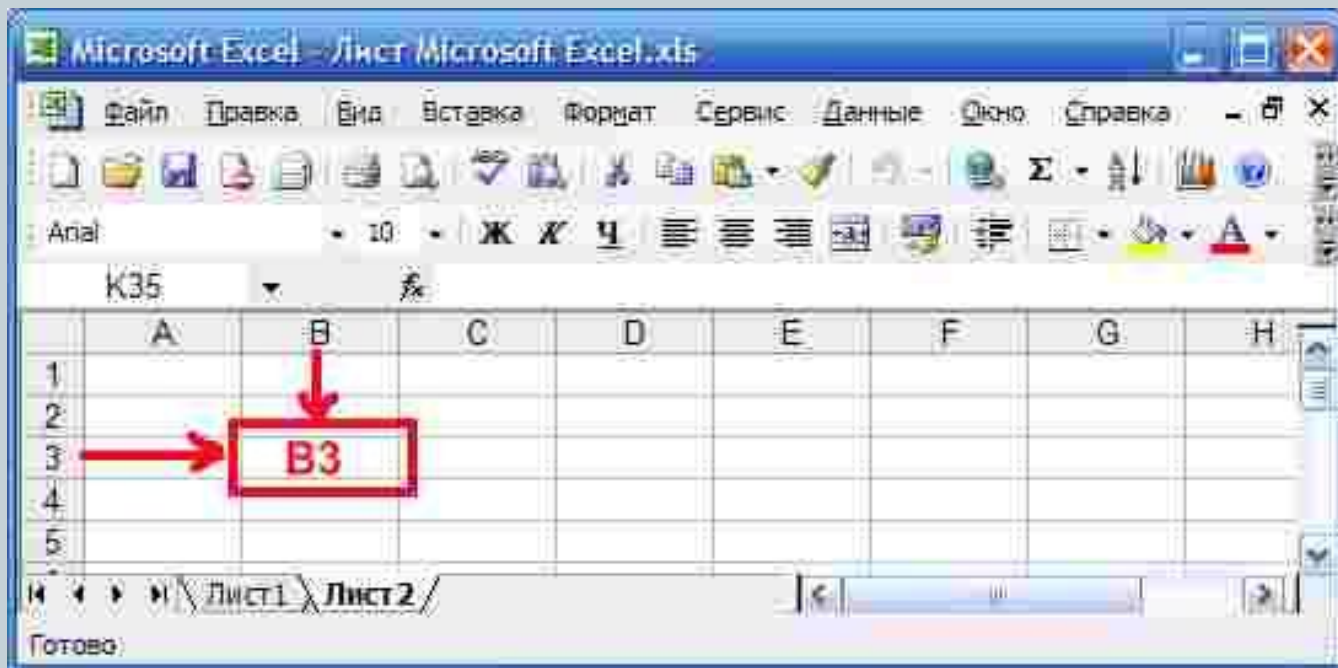 Microsoft Excel - Лист Microsoft Excel.xls
Файл Правка Вид Вставка Формат Сервис Данные Окно Справка
Arial 10 Ж К Ч
K35 fx
A B C D E F G H
1
2
3 B3
4
5
Лист1 Лист2
Готово